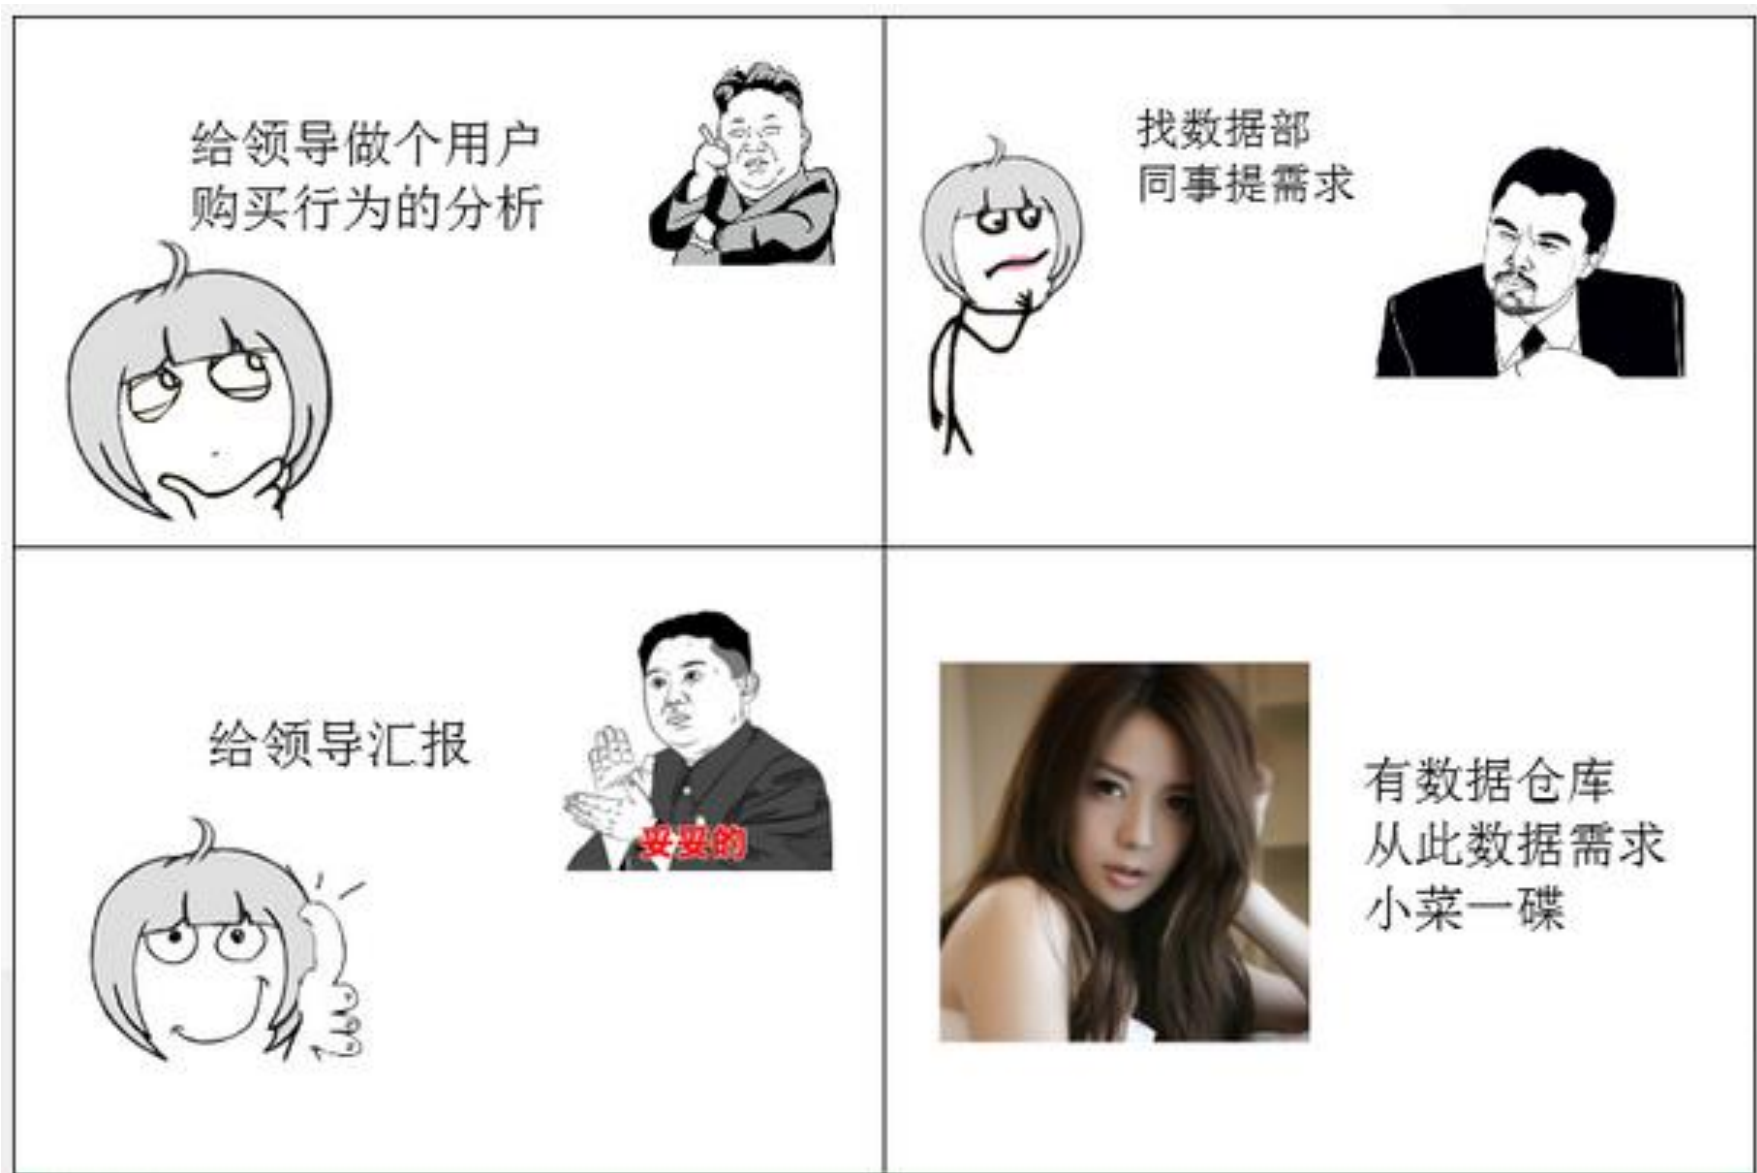 给领导做个用户
购买行为的分析
找数据部
同事提需求
给领导汇报
妥妥的
有数据仓库
从此数据需求
小菜一碟